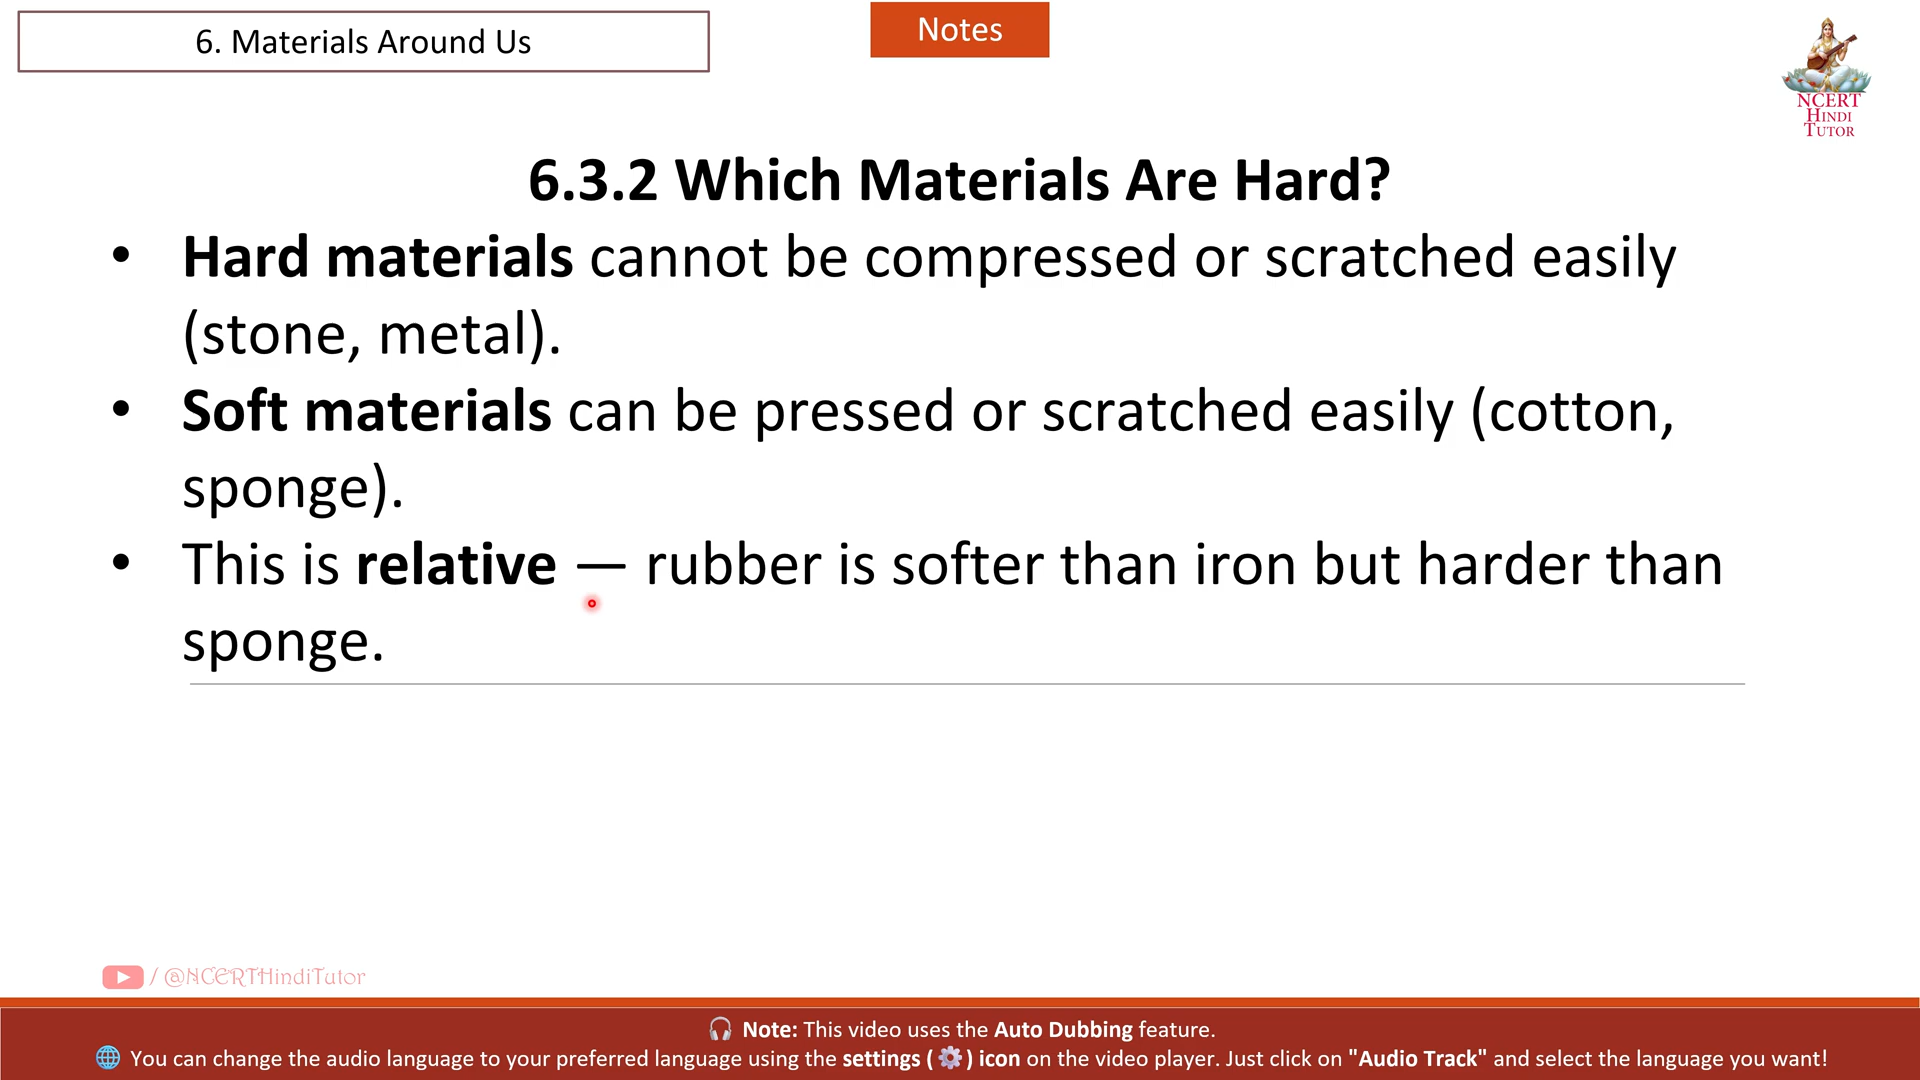 6. Materials Around Us
Notes
NCERT
HINDI
TUTOR
6.3.2 Which Materials Are Hard?
• Hard materials cannot be compressed or scratched easily
(stone, metal).
• Soft materials can be pressed or scratched easily (cotton,
sponge).
• This is relative — rubber is softer than iron but harder than
sponge.
/ @NCERTHindiTutor
🎧 Note: This video uses the Auto Dubbing feature.
🌐 You can change the audio language to your preferred language using the settings ( ⚙️ ) icon on the video player. Just click on "Audio Track" and select the language you want!